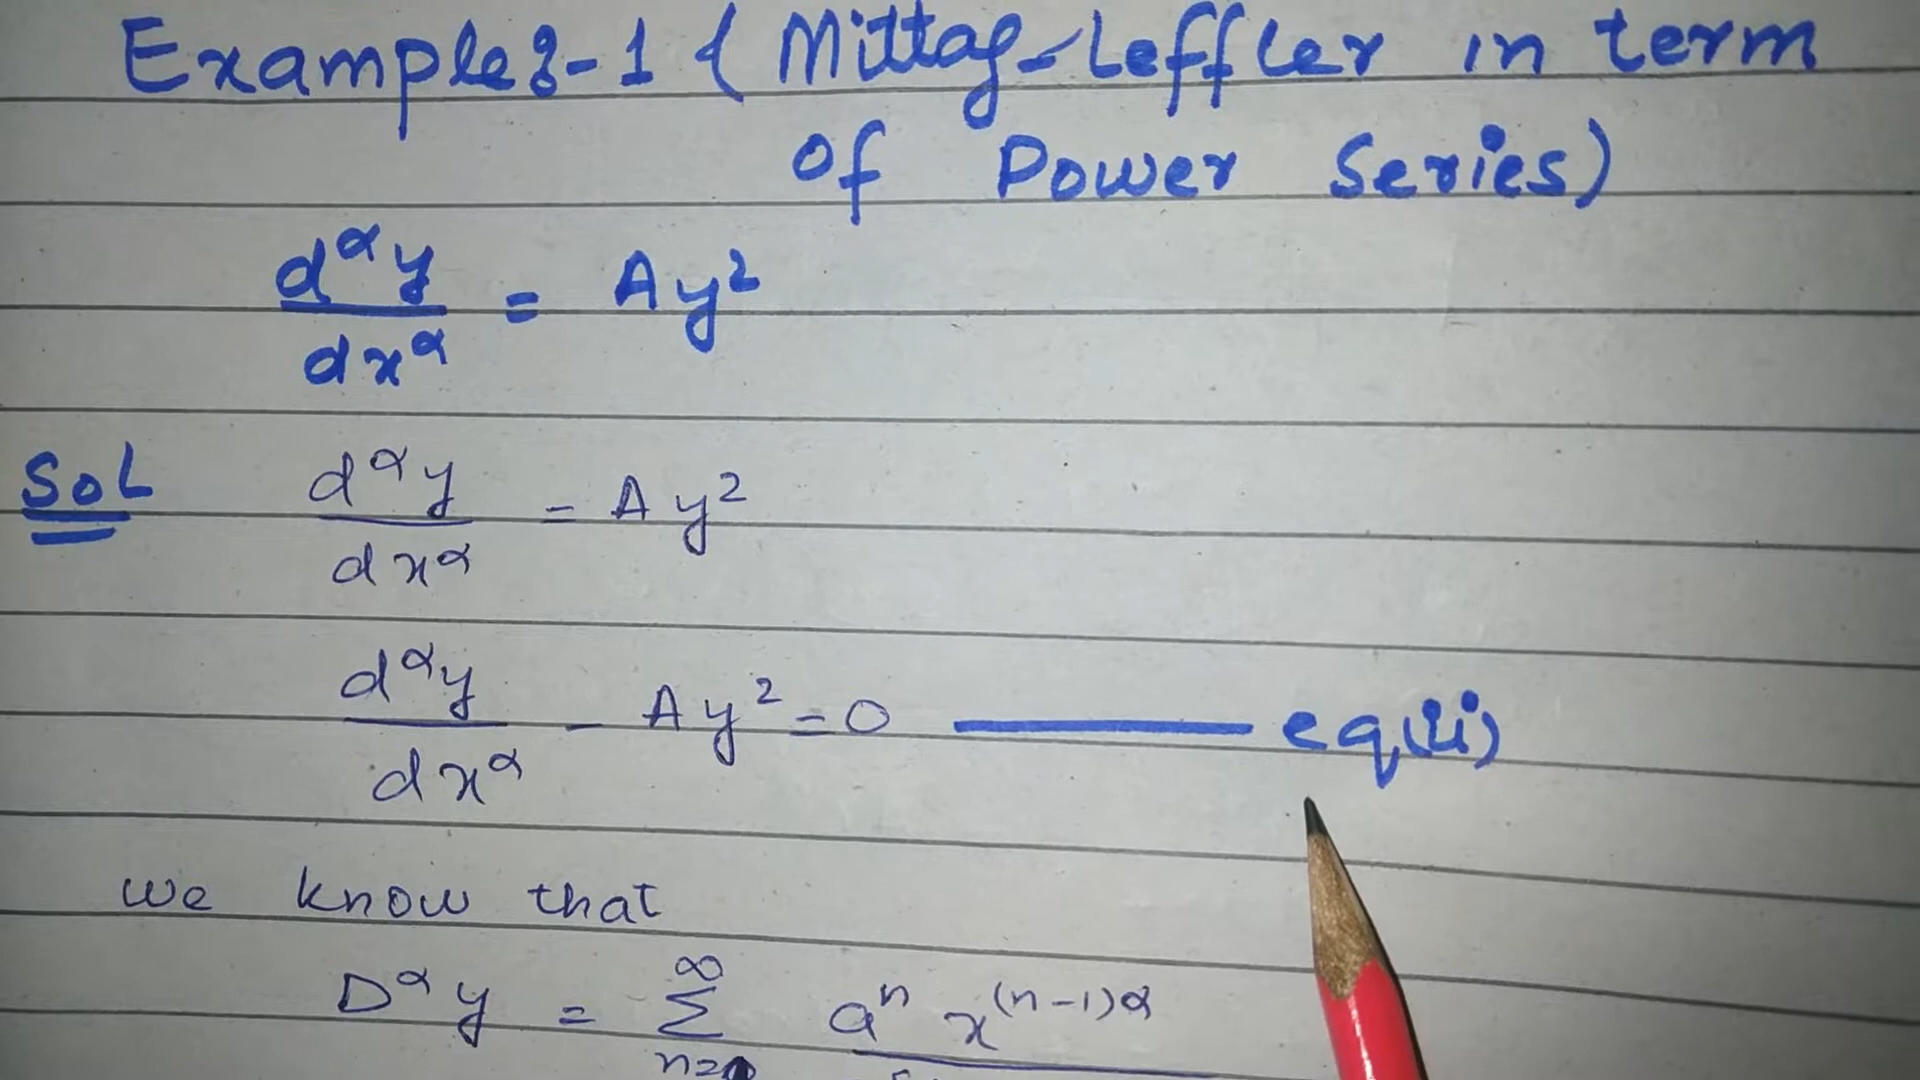 Example:-1 (Mittag-Leffler in term
of Power Series)
d^α y / dx^α = Ay²
Sol d^α y / dx^α = Ay²
d^α y / dx^α - Ay² = 0 ——— eq(ii)
we know that
D^α y = ∑ ∞ n= a^n x^(n-1)α